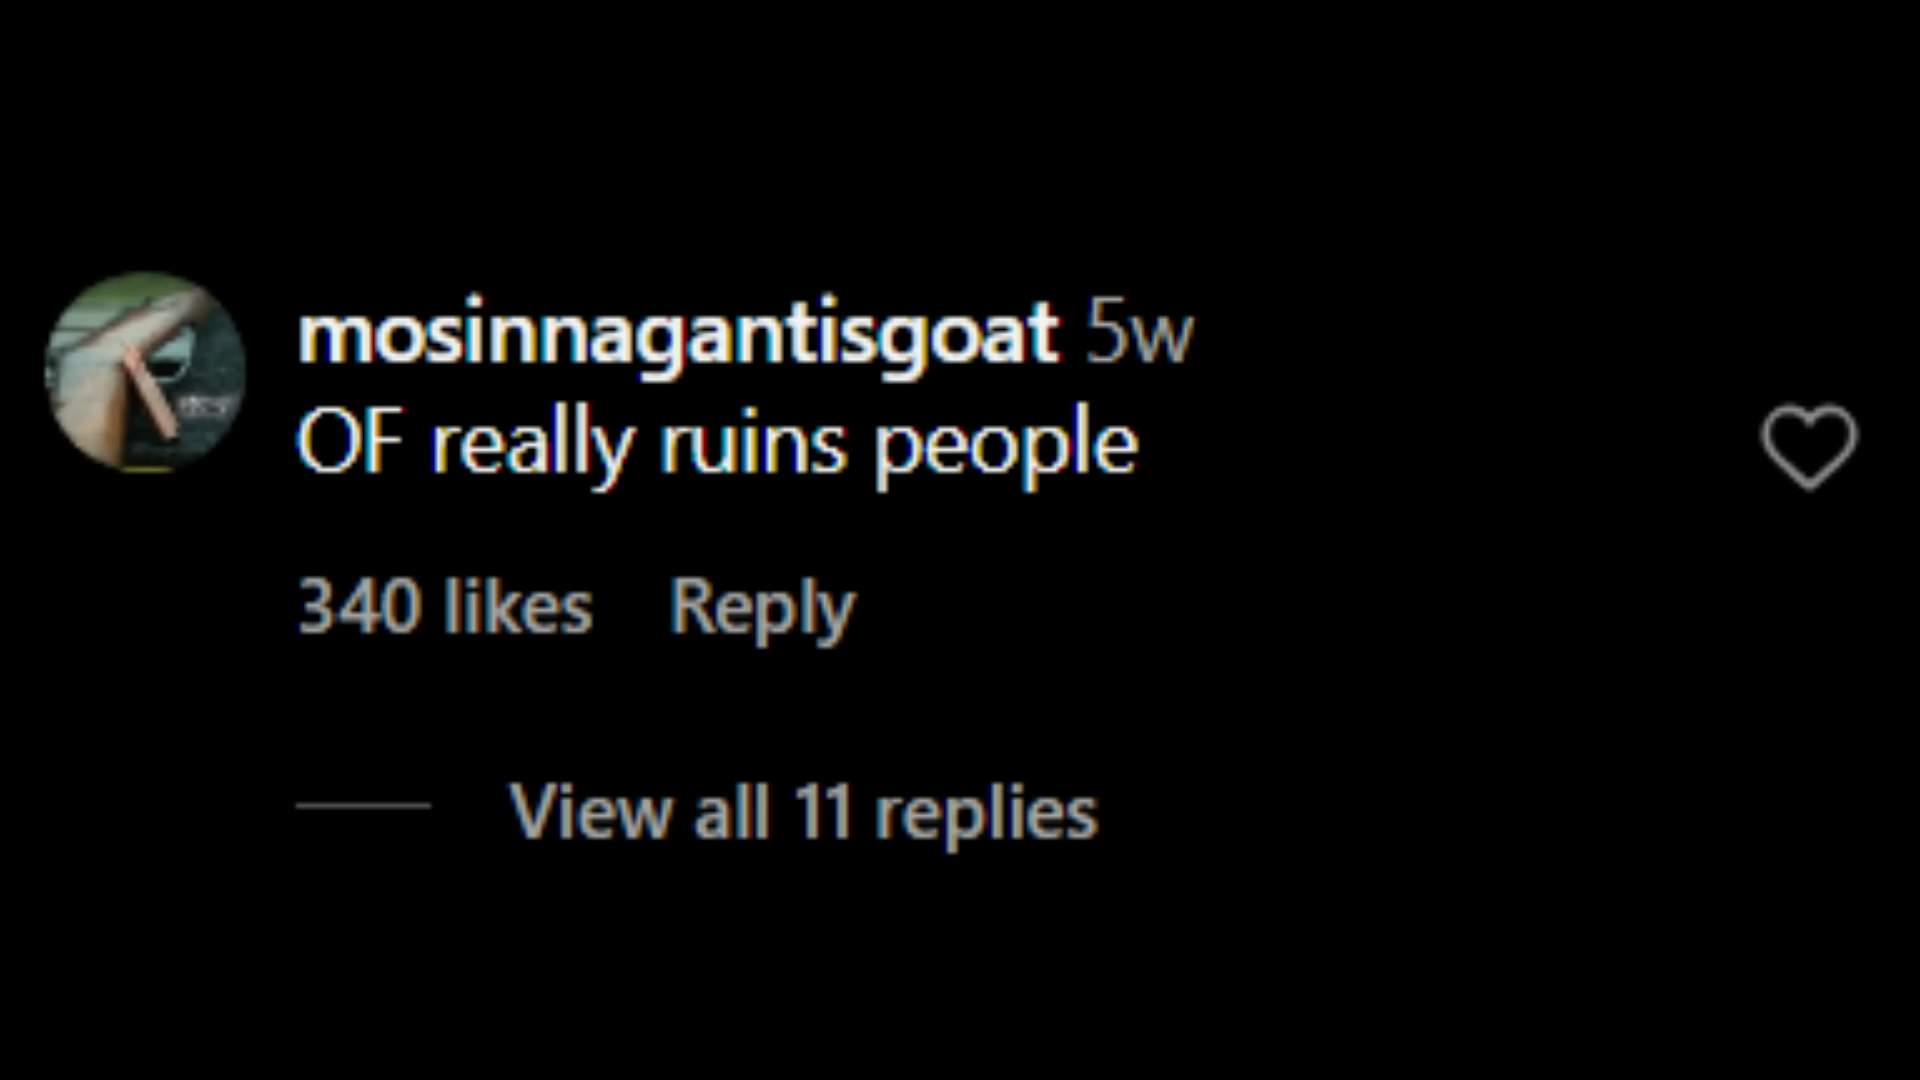 mosinnagantisgoat 5w
OF really ruins people
340 likes Reply
View all 11 replies